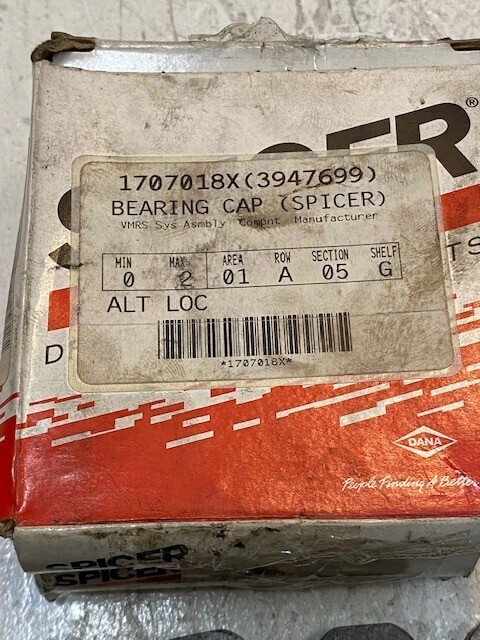 SPICER®
1707018X(3947699)
BEARING CAP (SPICER)
VMRS Sys Asmbly Compnt Manufacturer
MIN MAX AREA ROW SECTION SHELF
0 2 01 A 05 G
ALT LOC
*1707018X*
DANA
People Finding A Better
SPICER
SPICER